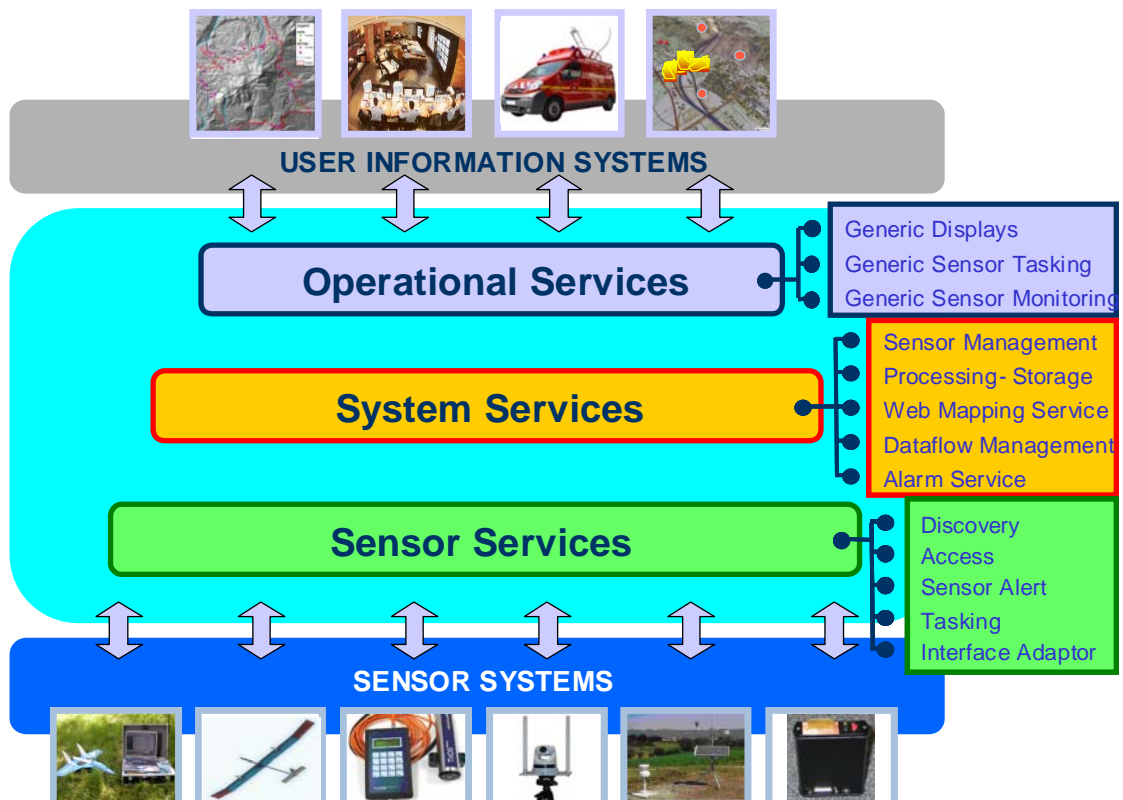 USER INFORMATION SYSTEMS
Operational Services
Generic Displays
Generic Sensor Tasking
Generic Sensor Monitoring
System Services
Sensor Management
Processing- Storage
Web Mapping Service
Dataflow Management
Alarm Service
Sensor Services
Discovery
Access
Sensor Alert
Tasking
Interface Adaptor
SENSOR SYSTEMS